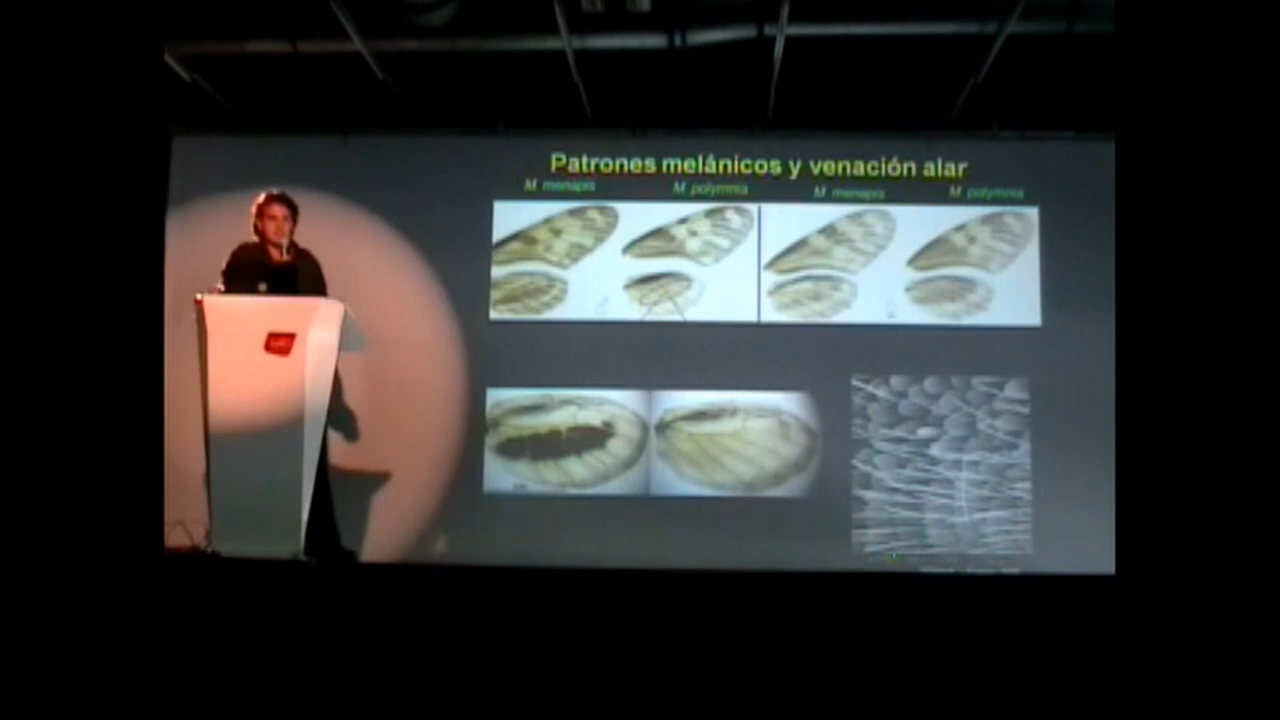 Patrones melánicos y venación alar
M. menapis M. polymnia M. menapis M. polymnia